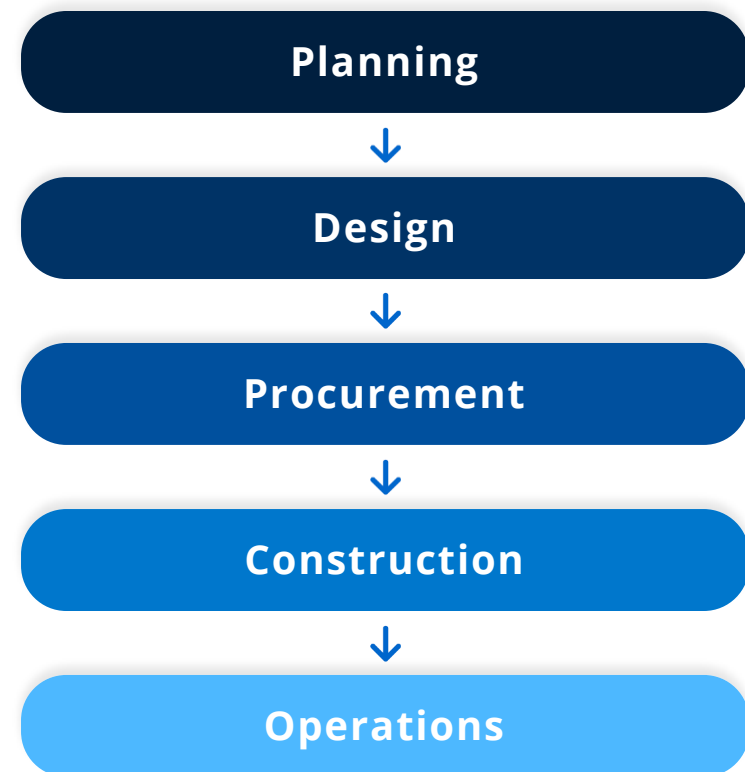 Planning
Design
Procurement
Construction
Operations